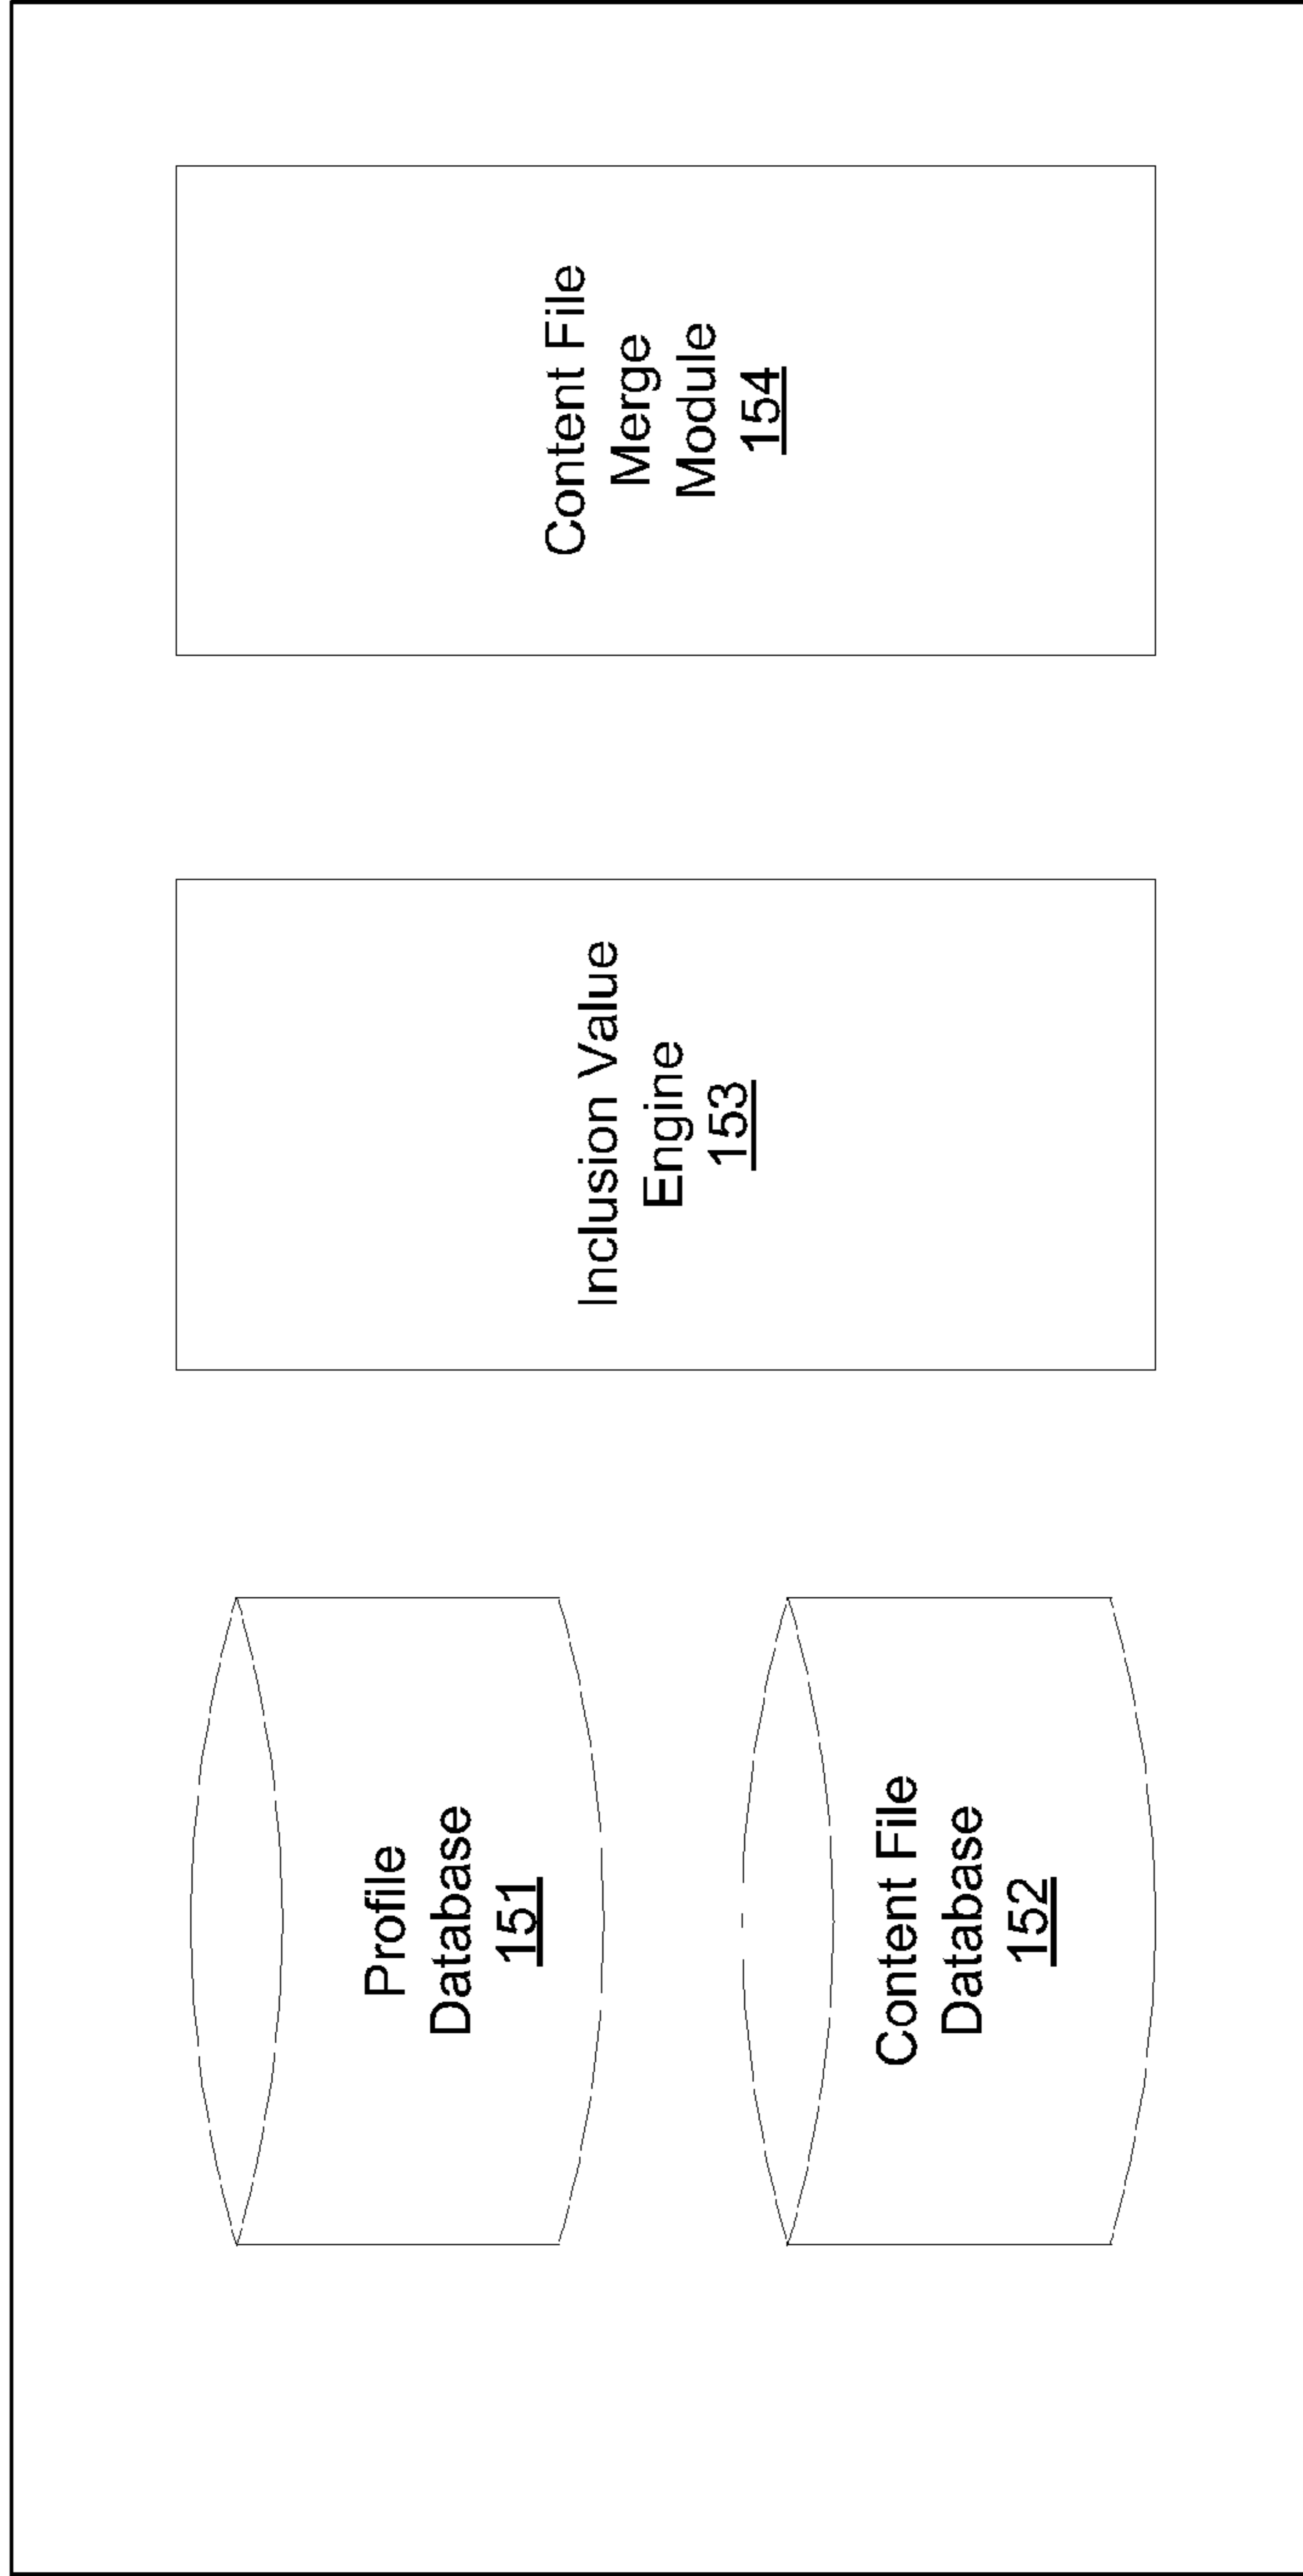 Profile
Database
151
Content File
Database
152
Inclusion Value
Engine
153
Content File
Merge
Module
154